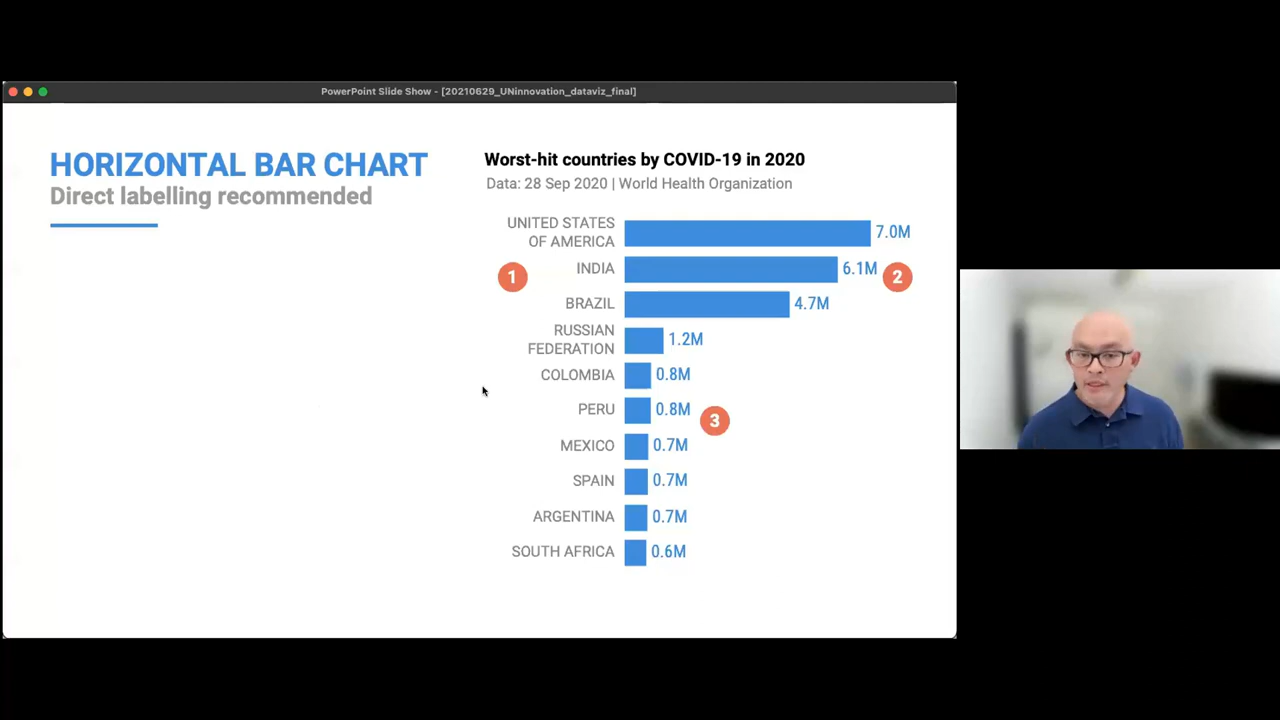 PowerPoint Slide Show - [20210629_UNinnovation_dataviz_final]
HORIZONTAL BAR CHART
Direct labelling recommended
Worst-hit countries by COVID-19 in 2020
Data: 28 Sep 2020 | World Health Organization
UNITED STATES
OF AMERICA
7.0M
1
INDIA
6.1M
2
BRAZIL
4.7M
RUSSIAN
FEDERATION
1.2M
COLOMBIA
0.8M
PERU
0.8M
3
MEXICO
0.7M
SPAIN
0.7M
ARGENTINA
0.7M
SOUTH AFRICA
0.6M